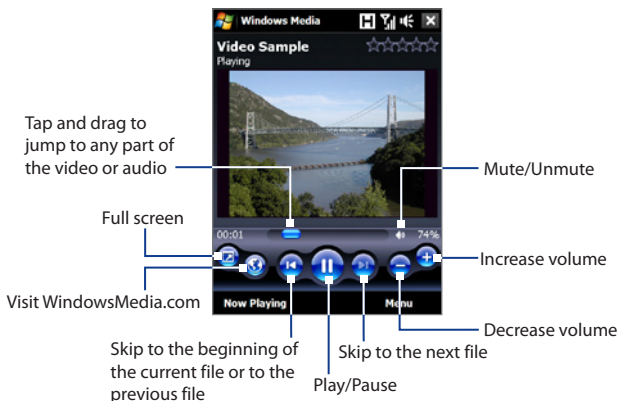 Windows Media
Video Sample
Playing
Tap and drag to
jump to any part of
the video or audio
Mute/Unmute
Full screen
00:01
74%
Increase volume
Visit WindowsMedia.com
Now Playing
Menu
Decrease volume
Skip to the beginning of
the current file or to the
previous file
Skip to the next file
Play/Pause